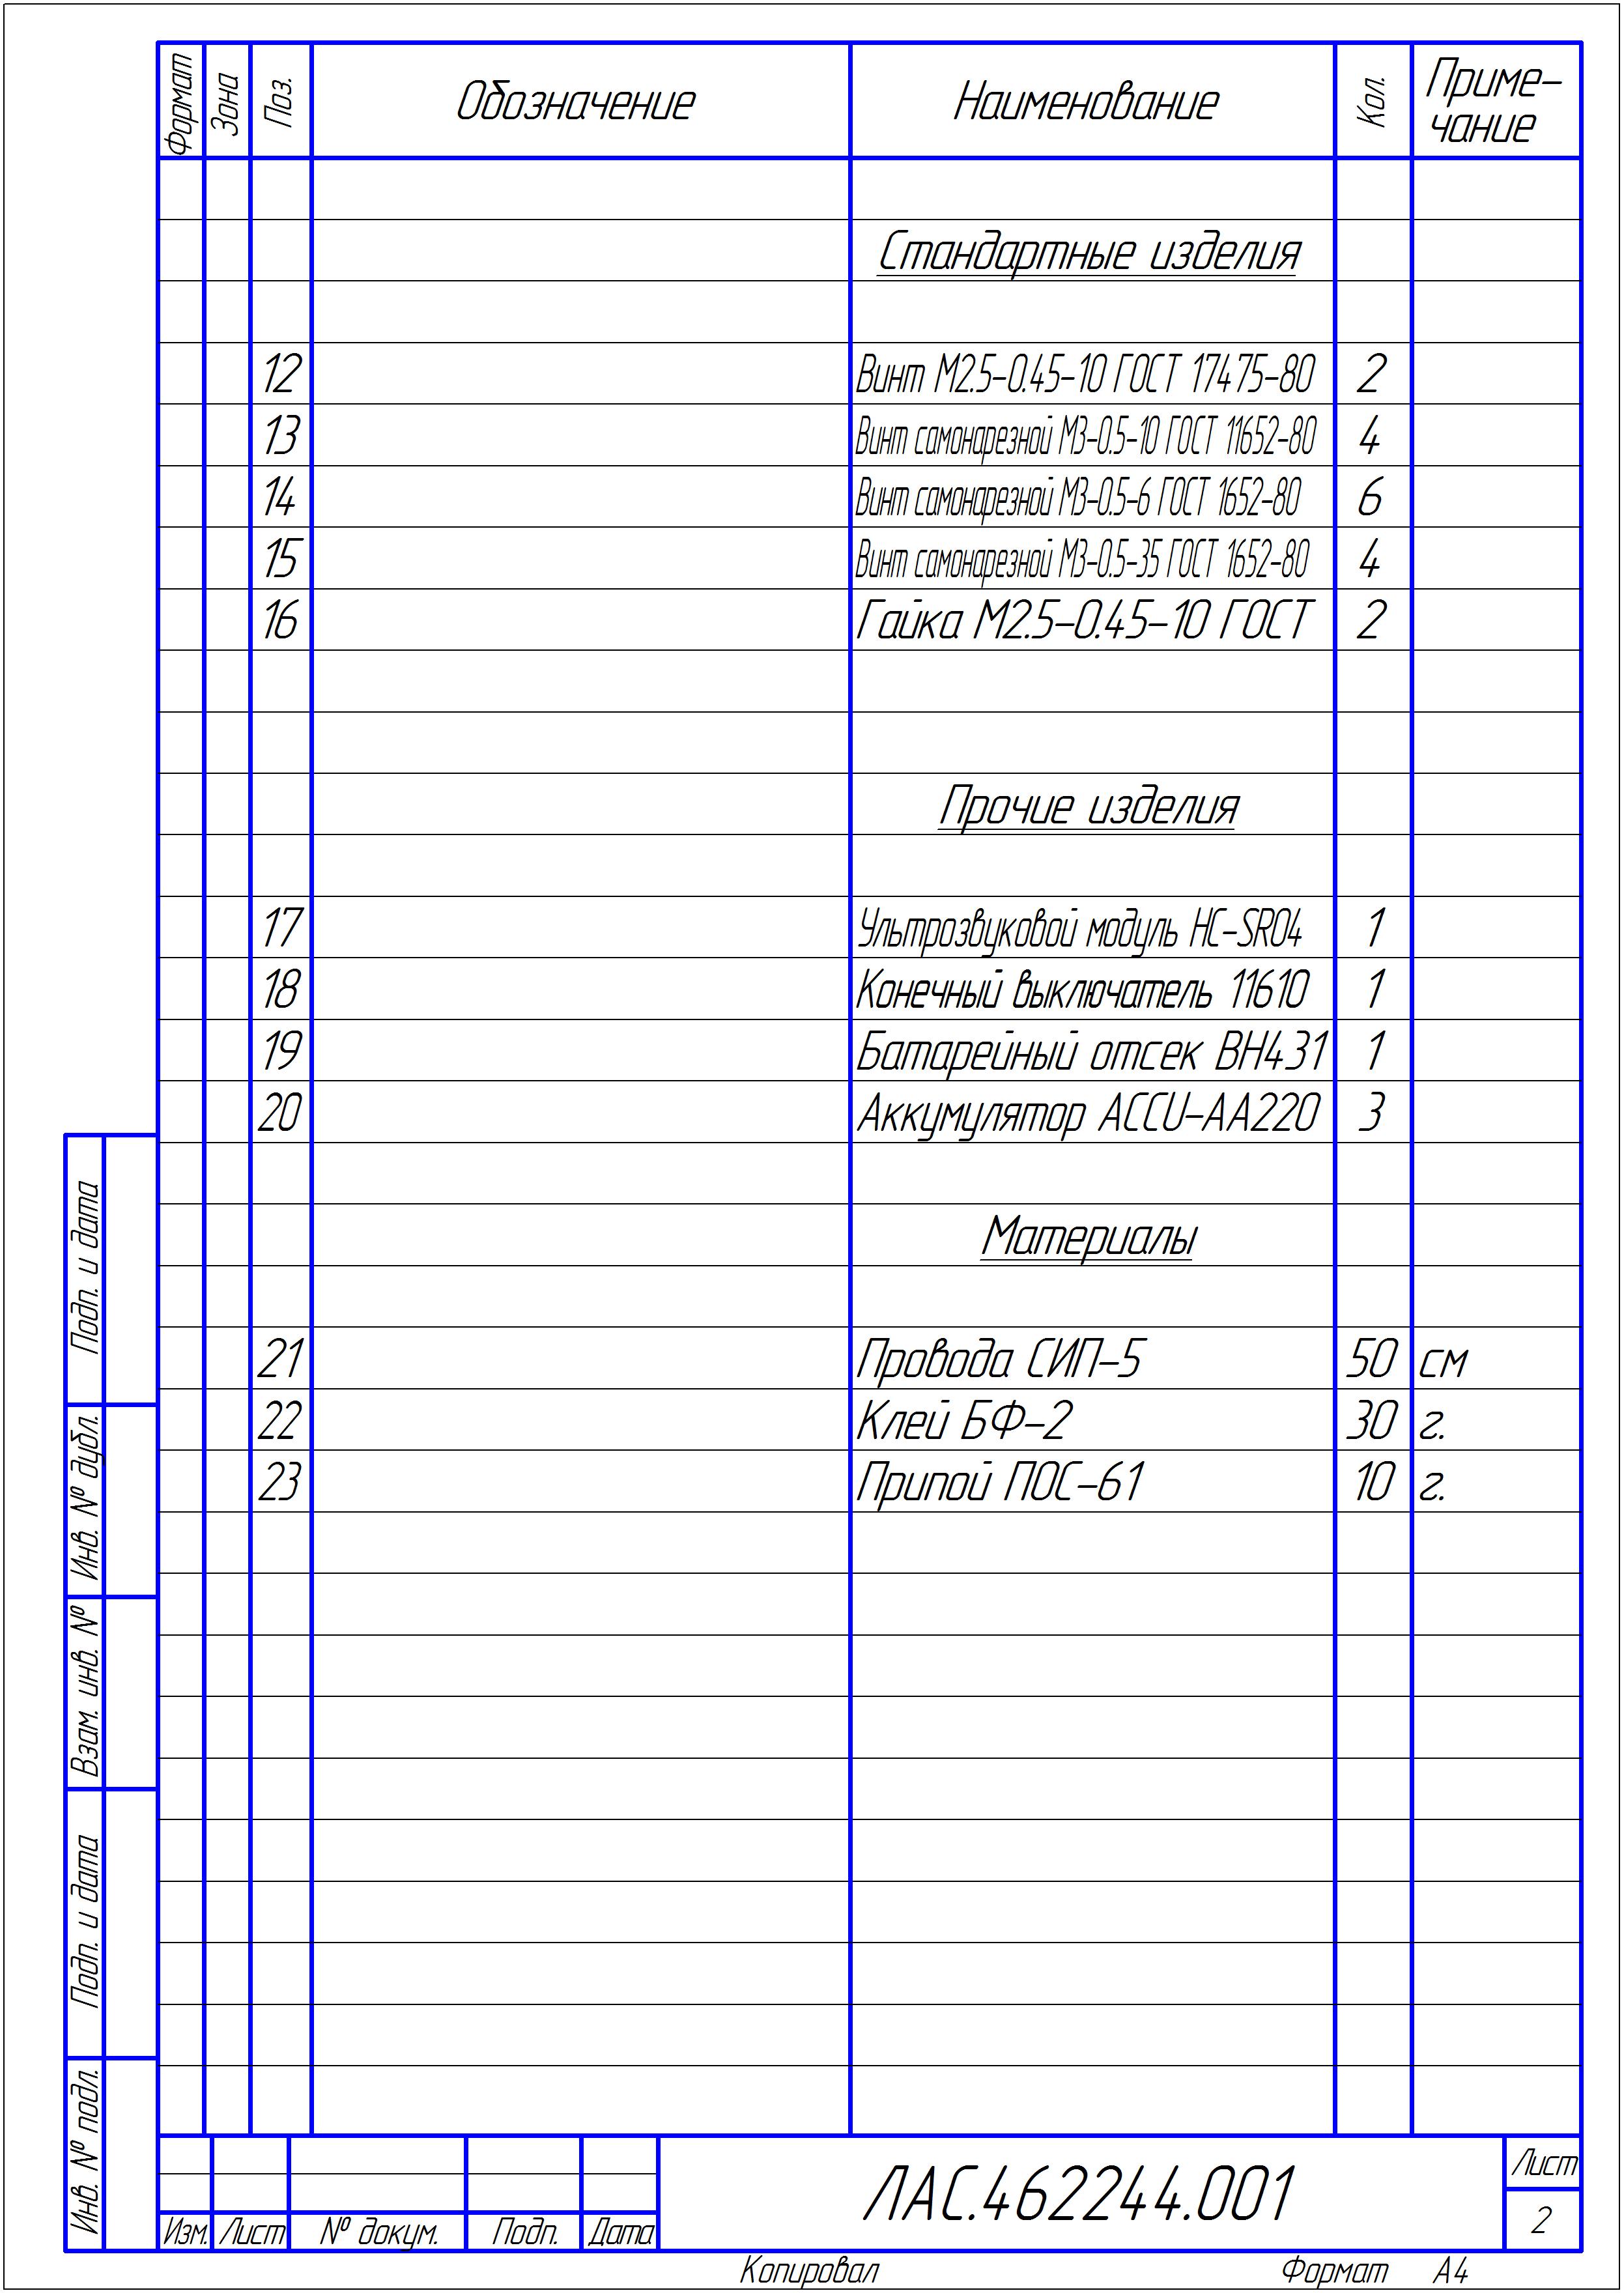 Формат Зона Поз. Обозначение Наименование Кол. Приме-
чание
Стандартные изделия
12 Винт М2.5-0.45-10 ГОСТ 17475-80 2
13 Винт самонарезной М3-0.5-10 ГОСТ 11652-80 4
14 Винт самонарезной М3-0.5-6 ГОСТ 1652-80 6
15 Винт самонарезной М3-0.5-35 ГОСТ 1652-80 4
16 Гайка М2.5-0.45-10 ГОСТ 2
Прочие изделия
17 Ультрозвуковой модуль HC-SR04 1
18 Конечный выключатель 11610 1
19 Батарейный отсек BH431 1
20 Аккумулятор ACCU-AA220 3
Материалы
21 Провода СИП-5 50 см
22 Клей БФ-2 30 г.
23 Припой ПОС-61 10 г.
Подп. и дата
Инв. № дубл.
Взам. инв. №
Подп. и дата
Инв. № подл.
Изм. Лист № докум. Подп. Дата
ЛАС.462244.001
Лист
2
Копировал Формат А4